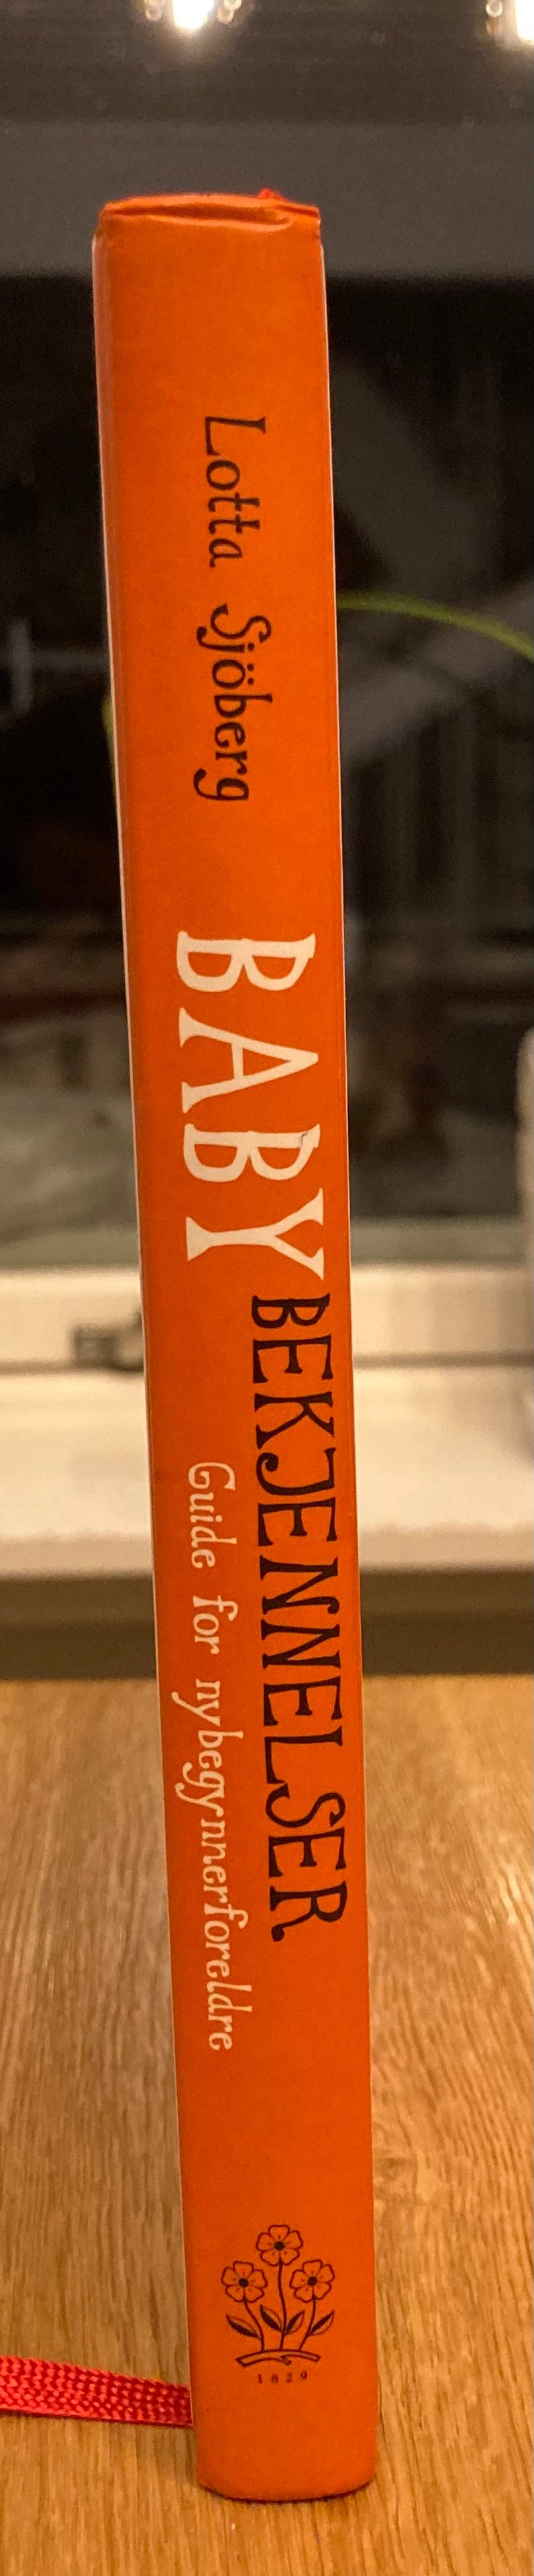 Lotta Sjöberg
BABY
BEKJENNELSER
Guide for nybegynnerforeldre
1829